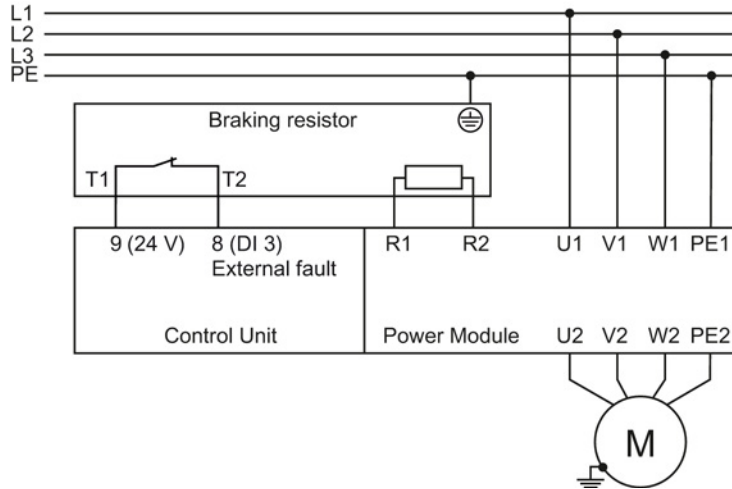 L1
L2
L3
PE
Braking resistor
T1 T2
9 (24 V) 8 (DI 3) R1 R2 U1 V1 W1 PE1
External fault
Control Unit Power Module U2 V2 W2 PE2
M